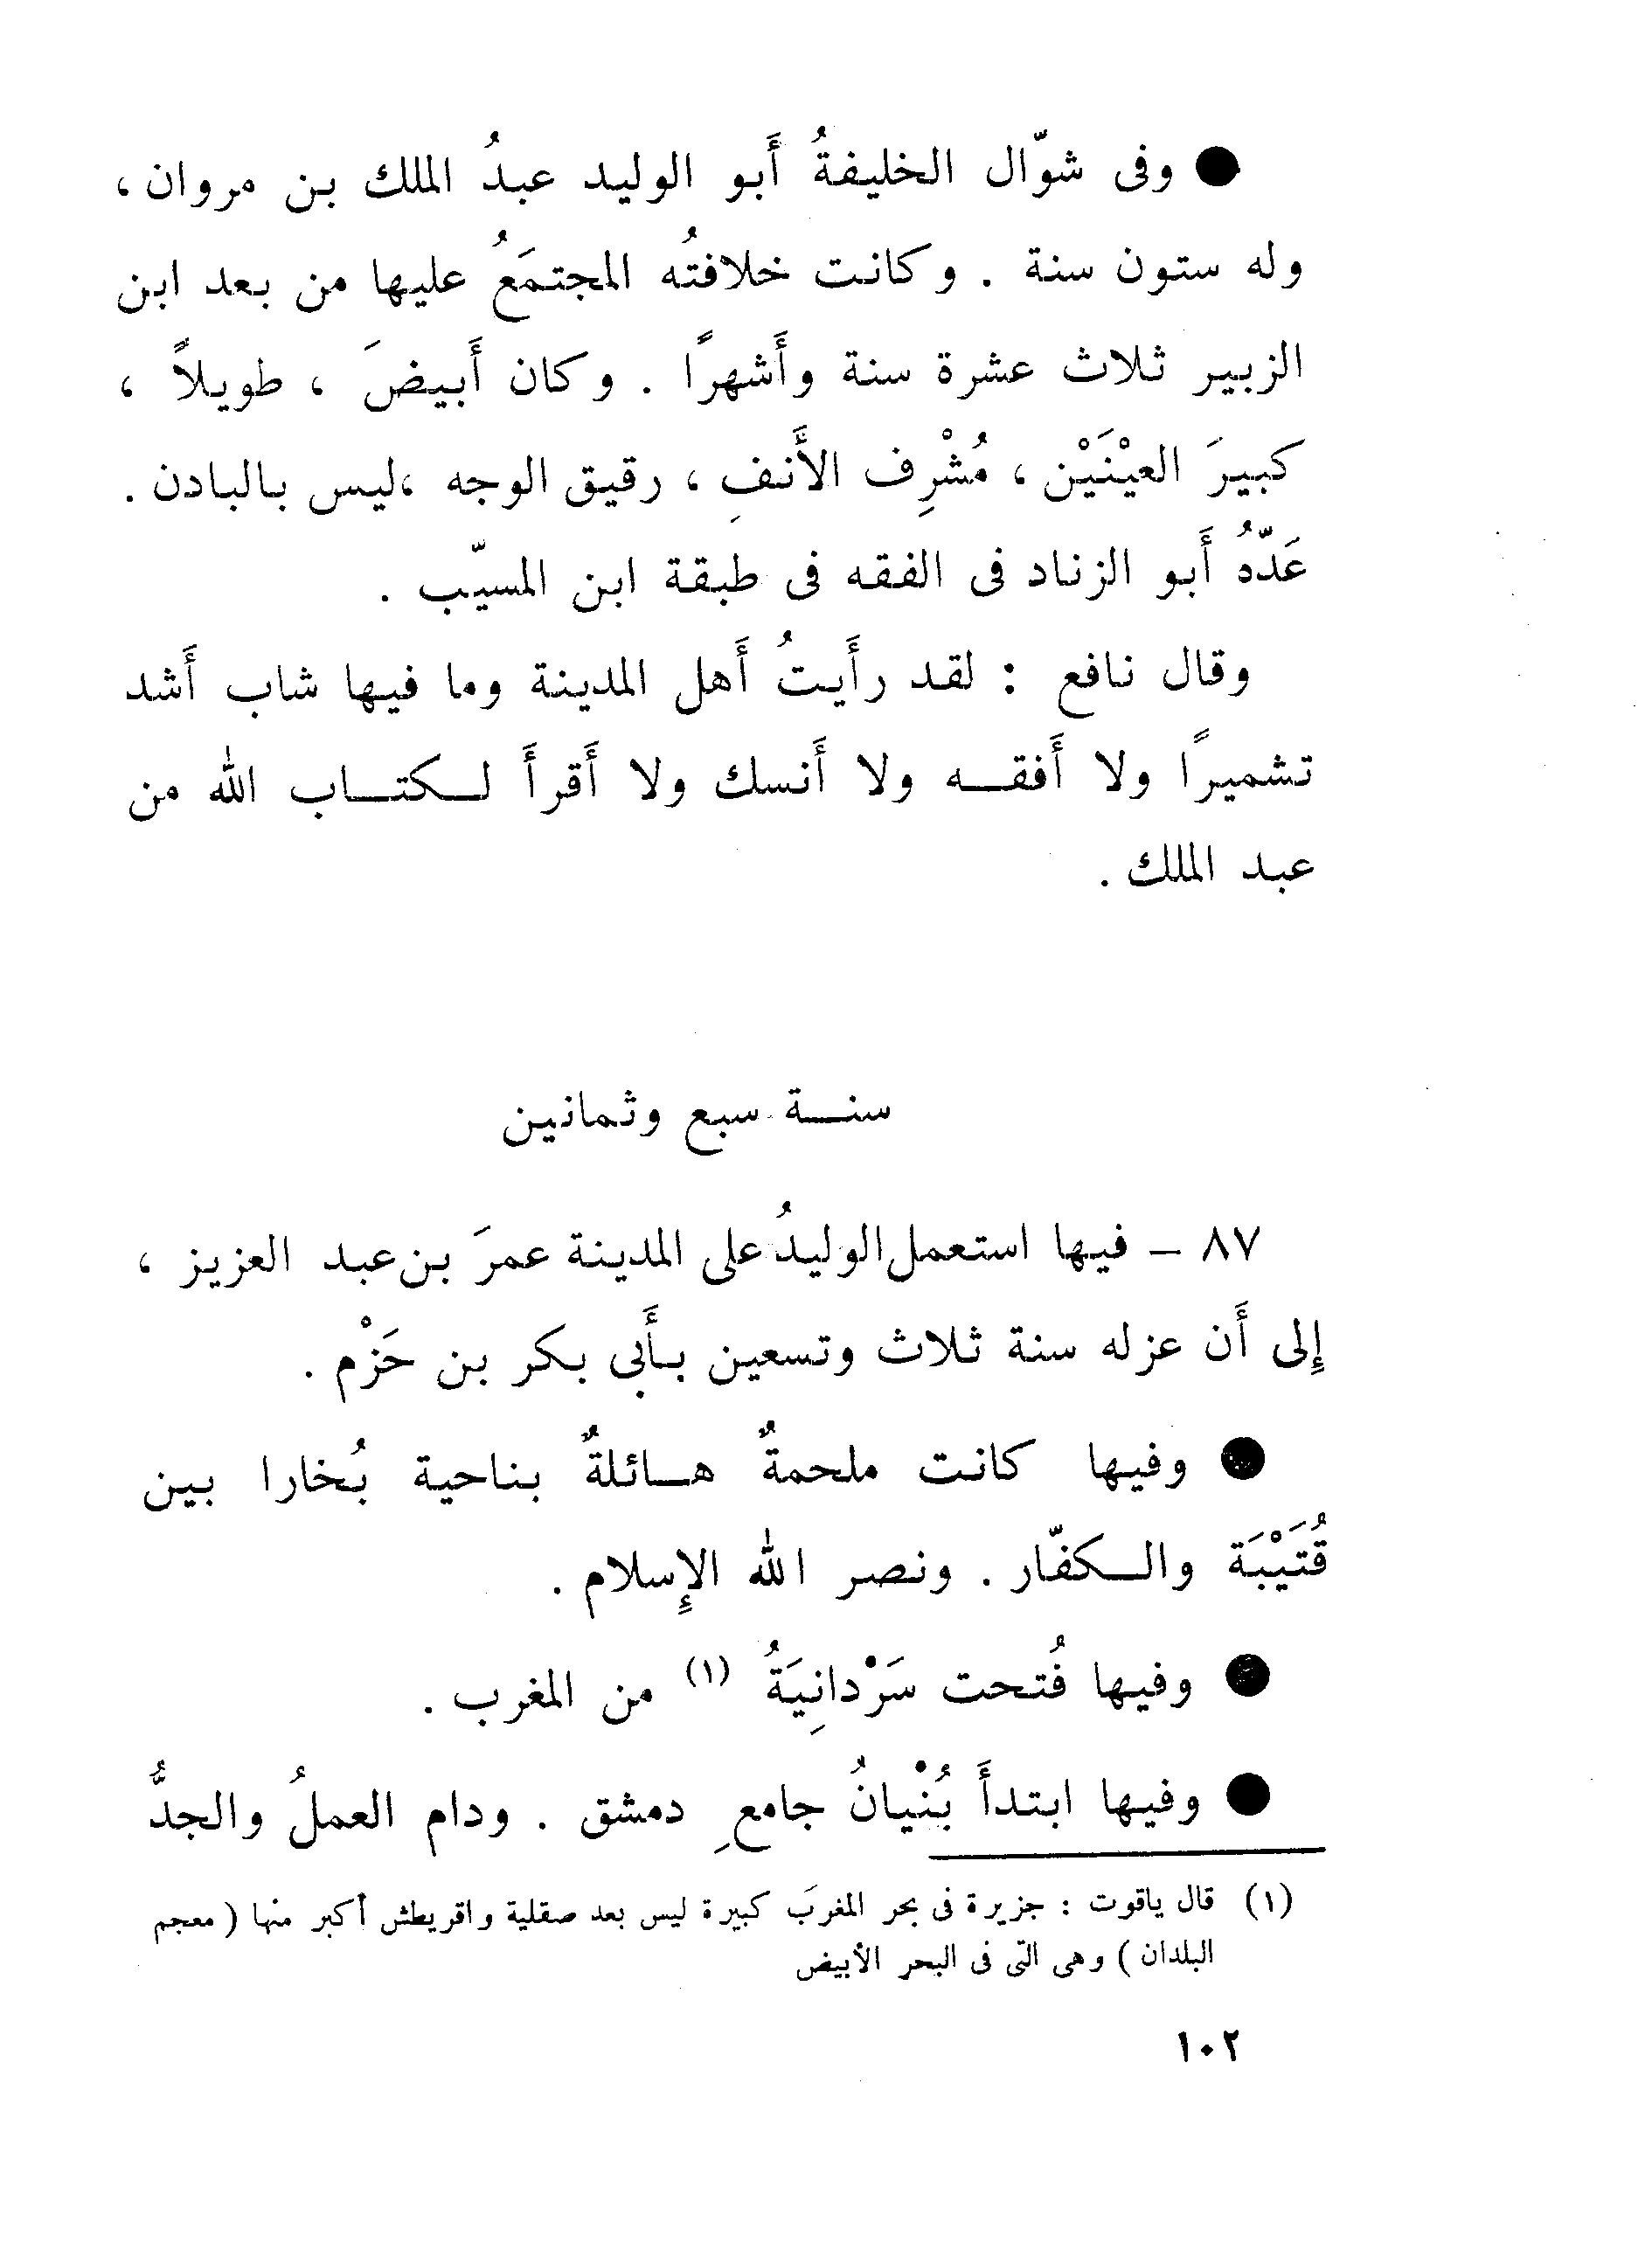 ● وفى شوّال الخليفةُ أَبو الوليد عبدُ الملك بن مروان ،
وله ستون سنة . وكانت خلافتُه المجتمَعُ عليها من بعد ابن
الزبير ثلاث عشرة سنة وأَشهرًا . وكان أَبيضَ ، طويلاً ،
كبيرَ العيْنَيْن ، مُشْرِف الأَنفِ ، رقيق الوجه ،ليس بالبادن .
عَدّهُ أَبو الزناد فى الفقه فى طبقة ابن المسيّب .
وقال نافع : لقد رأَيتُ أَهل المدينة وما فيها شاب أَشد
تشميرًا ولا أَفقـــه ولا أَنسك ولا أَقرأَ لــكتــاب الله من
عبد الملك .
سنــة سبع وثمانين
٨٧ - فيها استعمل الوليدُ على المدينة عمرَ بن عبد العزيز ،
إلى أَن عزله سنة ثلاث وتسعين بأَبى بكر بن حَزْم .
● وفيها كانت ملحمةٌ هــائلةٌ بناحية بُخارا بين
قُتَيْبَة والــكفّار . ونصر الله الإسلام .
● وفيها فُتحت سَرْدانِيَةُ (١) من المغرب .
● وفيها ابتدأَ بُنْيانُ جامعِ دمشق . ودام العملُ والجدُّ
(١) قال ياقوت : جزيرة فى بحر المغرَب كبيرة ليس بعد صقلية واقريطش أكبر منها ( معجم
البلدان ) وهى التى فى البحر الأبيض
١٠٢